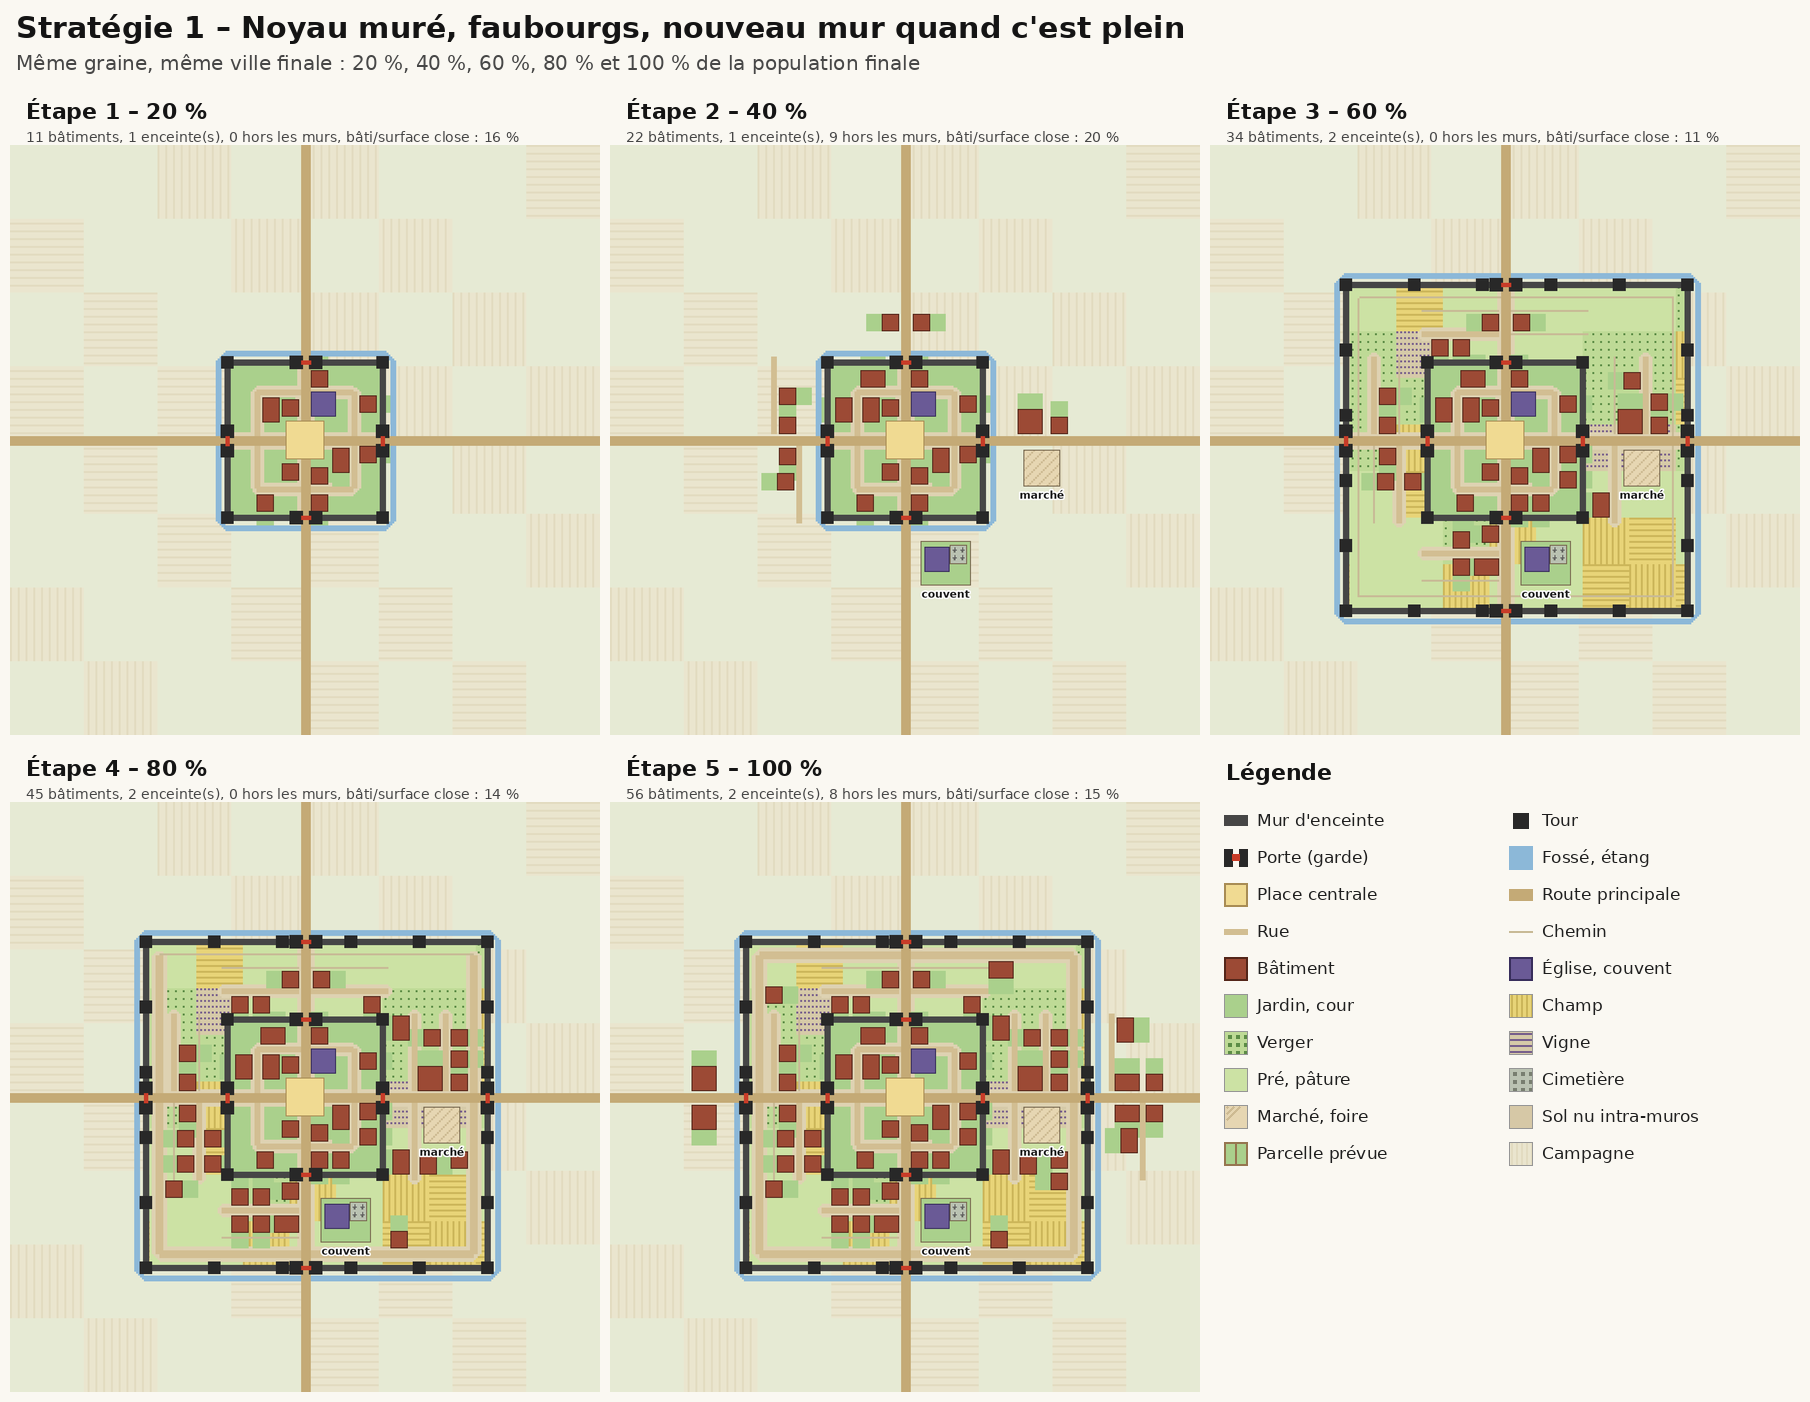 Stratégie 1 – Noyau muré, faubourgs, nouveau mur quand c'est plein
Même graine, même ville finale : 20 %, 40 %, 60 %, 80 % et 100 % de la population finale
Étape 1 – 20 %
11 bâtiments, 1 enceinte(s), 0 hors les murs, bâti/surface close : 16 %
Étape 2 – 40 %
22 bâtiments, 1 enceinte(s), 9 hors les murs, bâti/surface close : 20 %
marché
couvent
Étape 3 – 60 %
34 bâtiments, 2 enceinte(s), 0 hors les murs, bâti/surface close : 11 %
marché
couvent
Étape 4 – 80 %
45 bâtiments, 2 enceinte(s), 0 hors les murs, bâti/surface close : 14 %
marché
couvent
Étape 5 – 100 %
56 bâtiments, 2 enceinte(s), 8 hors les murs, bâti/surface close : 15 %
marché
couvent
Légende
Mur d'enceinte
Tour
Porte (garde)
Fossé, étang
Place centrale
Route principale
Rue
Chemin
Bâtiment
Église, couvent
Jardin, cour
Champ
Verger
Vigne
Pré, pâture
Cimetière
Marché, foire
Sol nu intra-muros
Parcelle prévue
Campagne